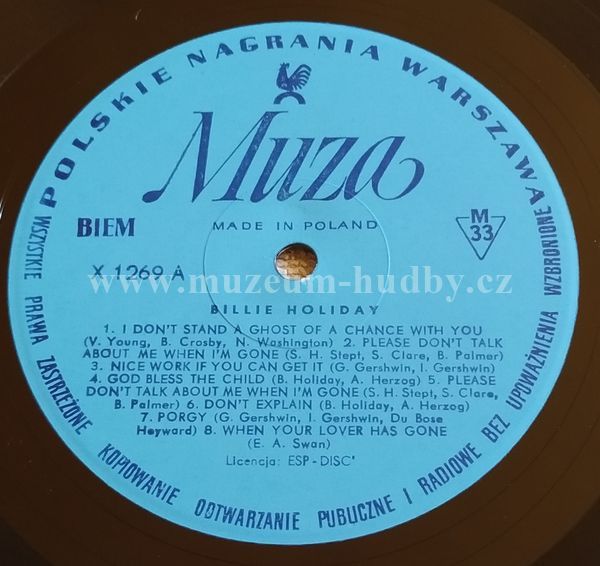 POLSKIE NAGRANIA WARSZAWA
Muza
BIEM
MADE IN POLAND
M
33
X 1269 A
www.muzeum-hudby.cz
BILLIE HOLIDAY
1. I DON'T STAND A GHOST OF A CHANCE WITH YOU
(V. Young, B. Crosby, N. Washington) 2. PLEASE DON'T TALK
ABOUT ME WHEN I'M GONE (S. H. Stept, S. Clare, B. Palmer)
3. NICE WORK IF YOU CAN GET IT (G. Gershwin, I. Gershwin)
4. GOD BLESS THE CHILD (B. Holiday, A. Herzog) 5. PLEASE
DON'T TALK ABOUT ME WHEN I'M GONE (S. H. Stept, S. Clare,
B. Palmer) 6. DON'T EXPLAIN (B. Holiday, A. Herzog)
7. PORGY (G. Gershwin, I. Gershwin, Du Bose
Heyward) 8. WHEN YOUR LOVER HAS GONE
(E. A. Swan)
Licencja: ESP-DISC'
WSZYSTKIE PRAWA ZASTRZEŻONE KOPIOWANIE ODTWARZANIE PUBLICZNE I RADIOWE BEZ UPOWAŻNIENIA WZBRONIONE